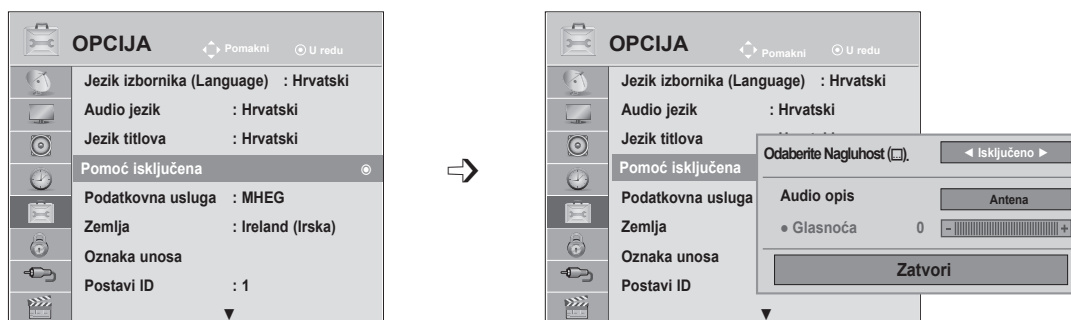 OPCIJA Pomakni U redu
Jezik izbornika (Language) : Hrvatski
Audio jezik : Hrvatski
Jezik titlova : Hrvatski
Pomoć isključena
Podatkovna usluga : MHEG
Zemlja : Ireland (Irska)
Oznaka unosa
Postavi ID : 1
OPCIJA Pomakni U redu
Jezik izbornika (Language) : Hrvatski
Audio jezik : Hrvatski
Jezik titlova
Pomoć isključena
Podatkovna usluga
Zemlja
Oznaka unosa
Postavi ID
Odaberite Nagluhost ( ). ◄ Isključeno ►
Audio opis Antena
• Glasnoća 0 - +
Zatvori